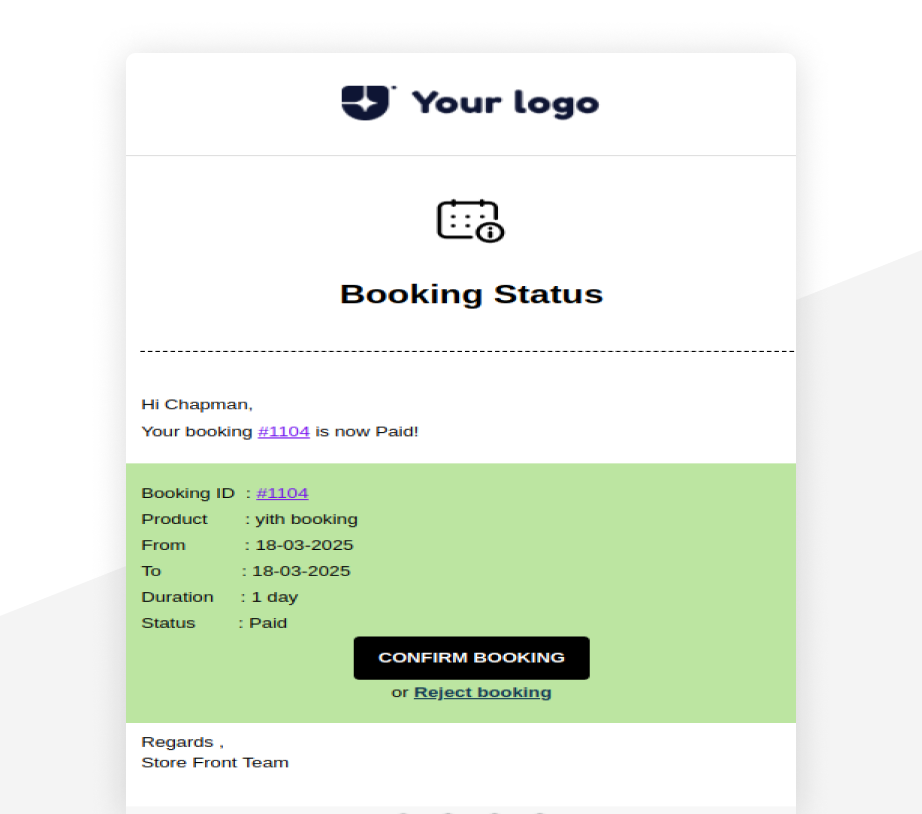 Your logo
Booking Status
Hi Chapman,
Your booking #1104 is now Paid!
Booking ID : #1104
Product : yith booking
From : 18-03-2025
To : 18-03-2025
Duration : 1 day
Status : Paid
CONFIRM BOOKING
or Reject booking
Regards ,
Store Front Team